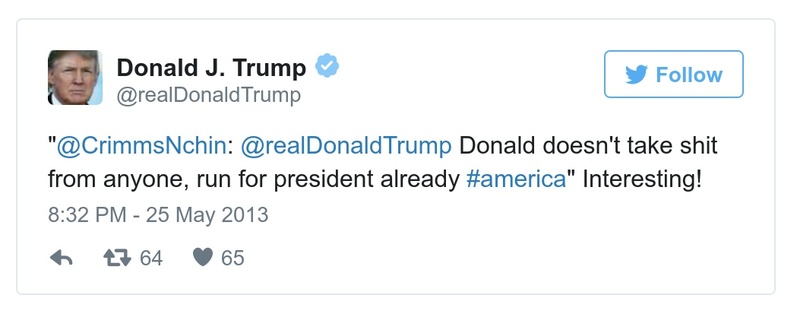 Donald J. Trump
@realDonaldTrump
Follow
"@CrimmsNchin: @realDonaldTrump Donald doesn't take shit
from anyone, run for president already #america" Interesting!
8:32 PM - 25 May 2013
64 65